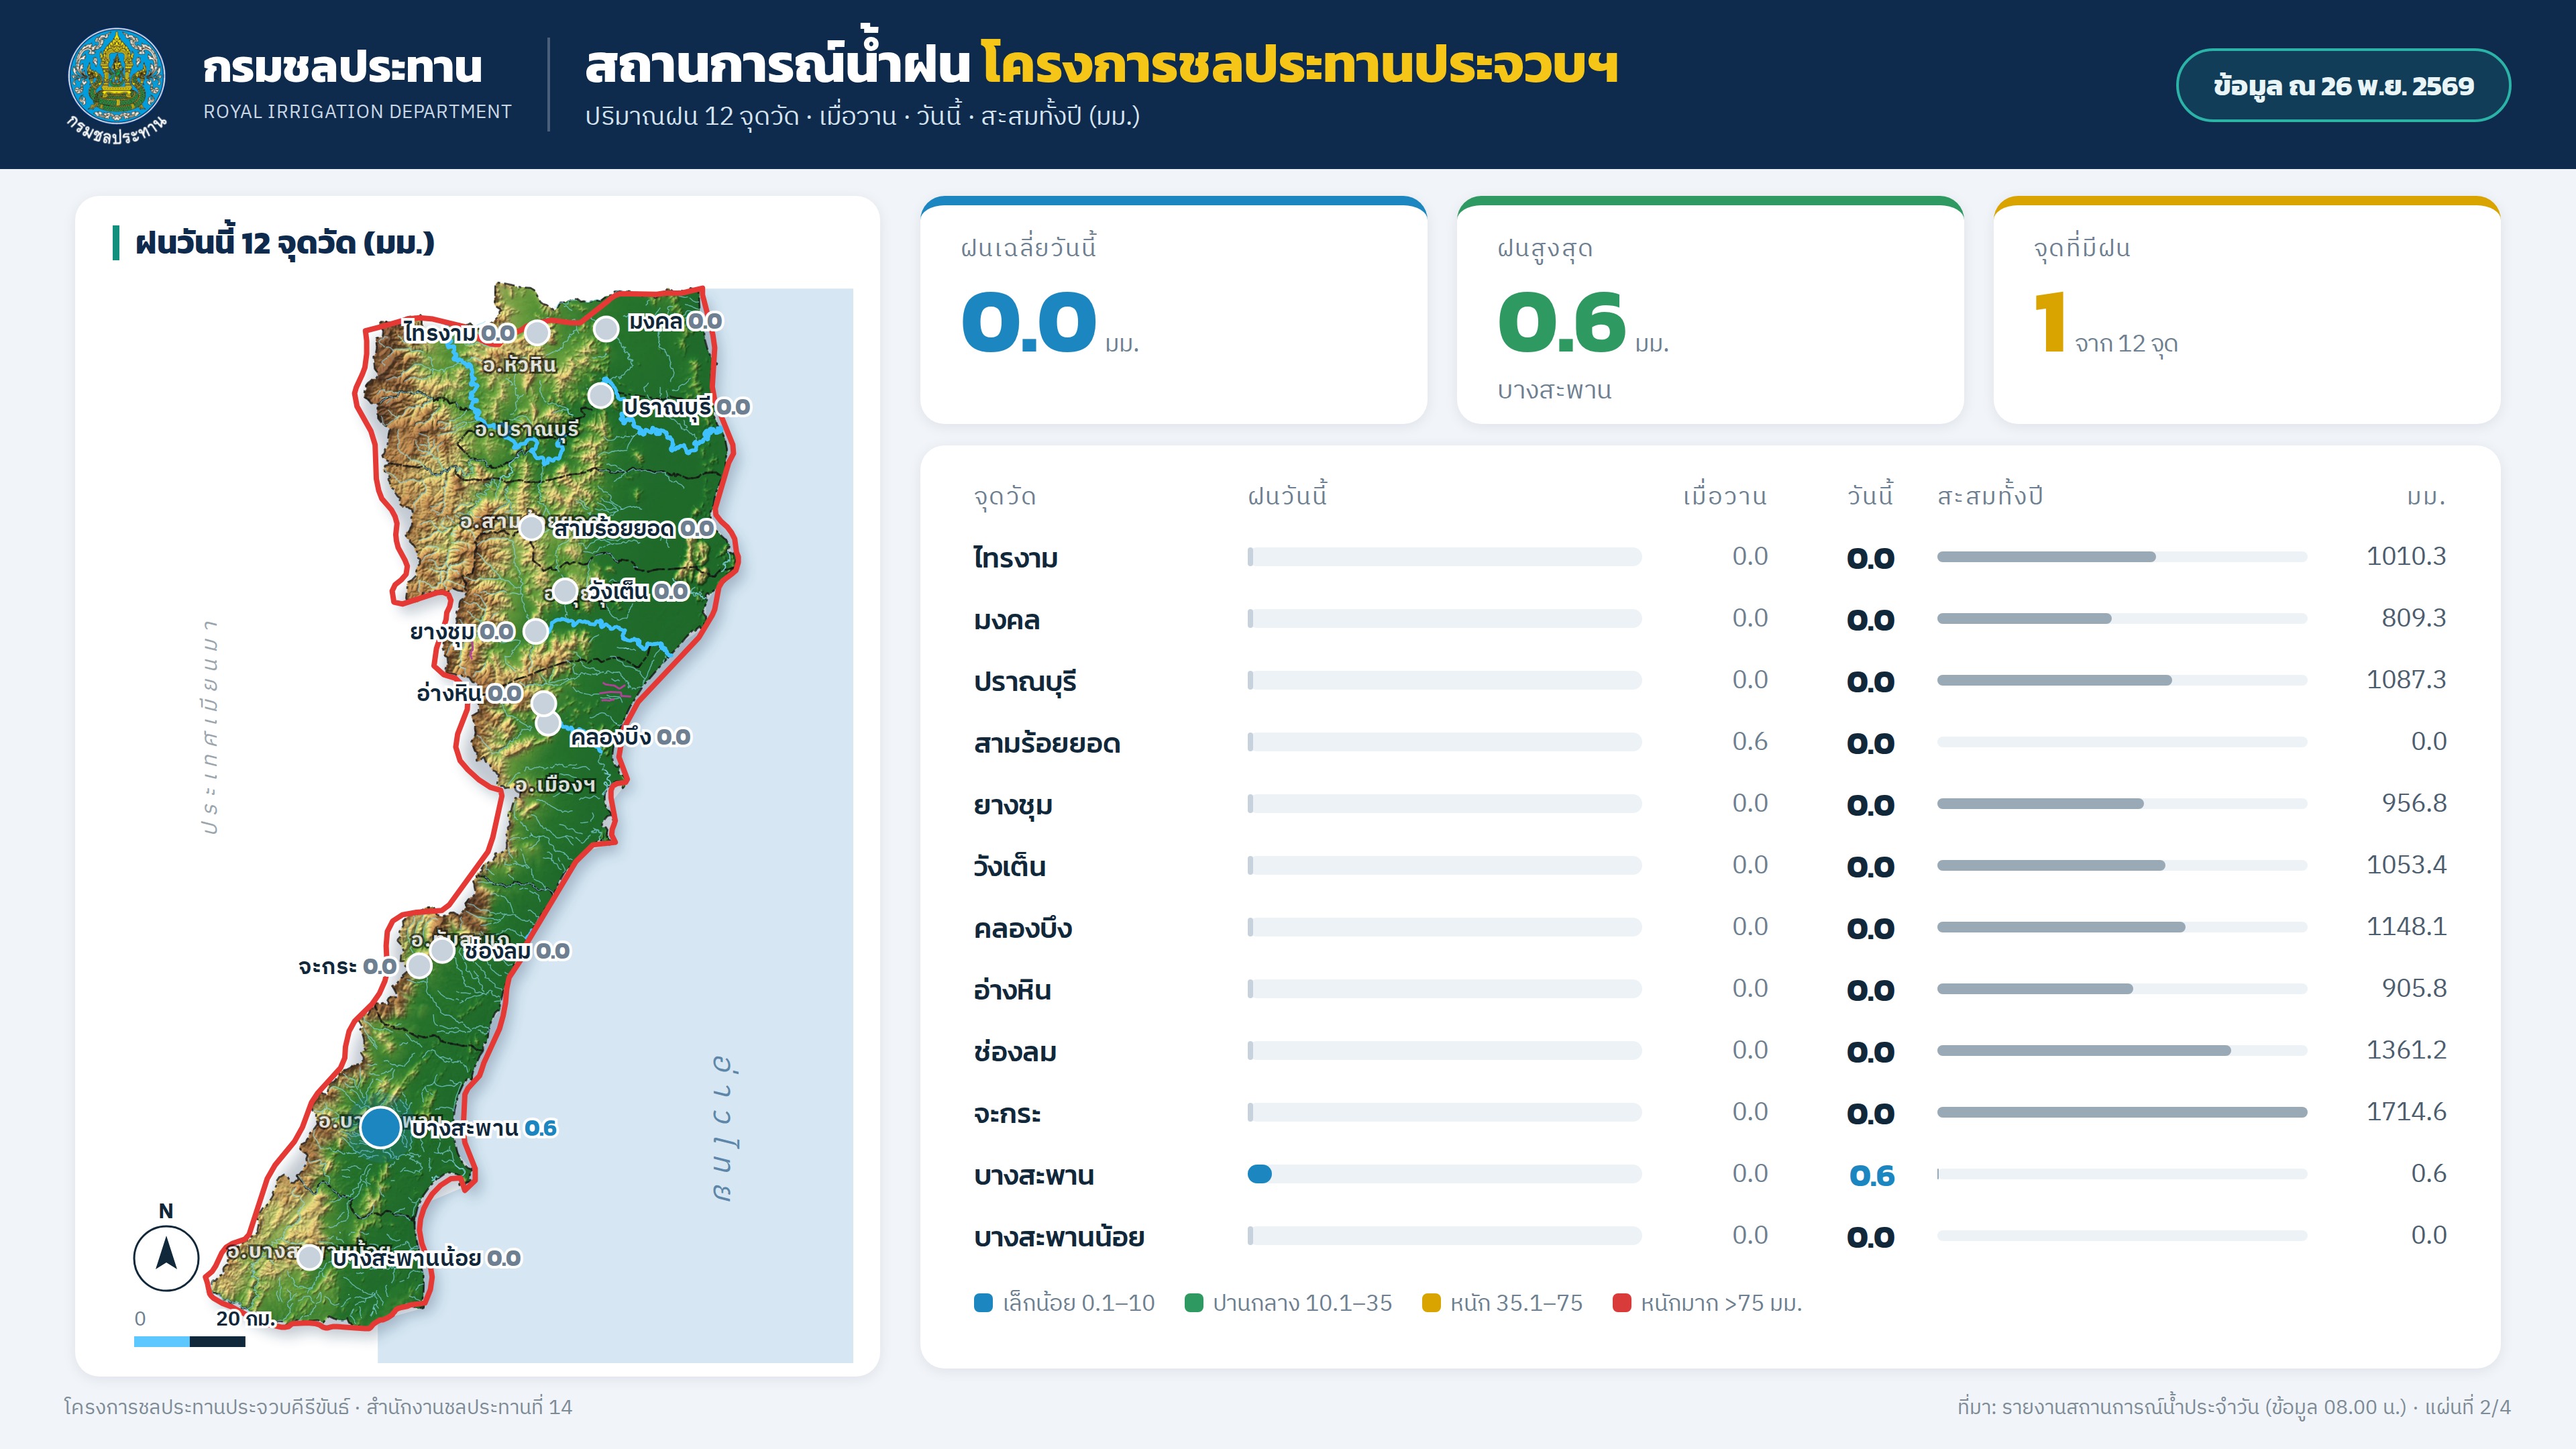 กรมชลประทาน
กรมชลประทาน
ROYAL IRRIGATION DEPARTMENT
สถานการณ์น้ำฝน โครงการชลประทานประจวบฯ
ปริมาณฝน 12 จุดวัด · เมื่อวาน · วันนี้ · สะสมทั้งปี (มม.)
ข้อมูล ณ 26 พ.ย. 2569
ฝนวันนี้ 12 จุดวัด (มม.)
ไทรงาม 0.0
มงคล 0.0
อ.หัวหิน
ปราณบุรี 0.0
อ.ปราณบุรี
สามร้อยยอด 0.0
วังเต็น 0.0
ยางชุม 0.0
อ่างหิน 0.0
คลองบึง 0.0
อ.เมืองฯ
ประเทศเมียนมา
ช่องลม 0.0
จะกระ 0.0
อ่าวไทย
บางสะพาน 0.6
บางสะพานน้อย 0.0
N
0 20 กม.
ฝนเฉลี่ยวันนี้
0.0 มม.
ฝนสูงสุด
0.6 มม.
บางสะพาน
จุดที่มีฝน
1 จาก 12 จุด
จุดวัด ฝนวันนี้ เมื่อวาน วันนี้ สะสมทั้งปี มม.
ไทรงาม 0.0 0.0 1010.3
มงคล 0.0 0.0 809.3
ปราณบุรี 0.0 0.0 1087.3
สามร้อยยอด 0.6 0.0 0.0
ยางชุม 0.0 0.0 956.8
วังเต็น 0.0 0.0 1053.4
คลองบึง 0.0 0.0 1148.1
อ่างหิน 0.0 0.0 905.8
ช่องลม 0.0 0.0 1361.2
จะกระ 0.0 0.0 1714.6
บางสะพาน 0.0 0.6 0.6
บางสะพานน้อย 0.0 0.0 0.0
เล็กน้อย 0.1–10 ปานกลาง 10.1–35 หนัก 35.1–75 หนักมาก >75 มม.
โครงการชลประทานประจวบคีรีขันธ์ · สำนักงานชลประทานที่ 14
ที่มา: รายงานสถานการณ์น้ำประจำวัน (ข้อมูล 08.00 น.) · แผ่นที่ 2/4